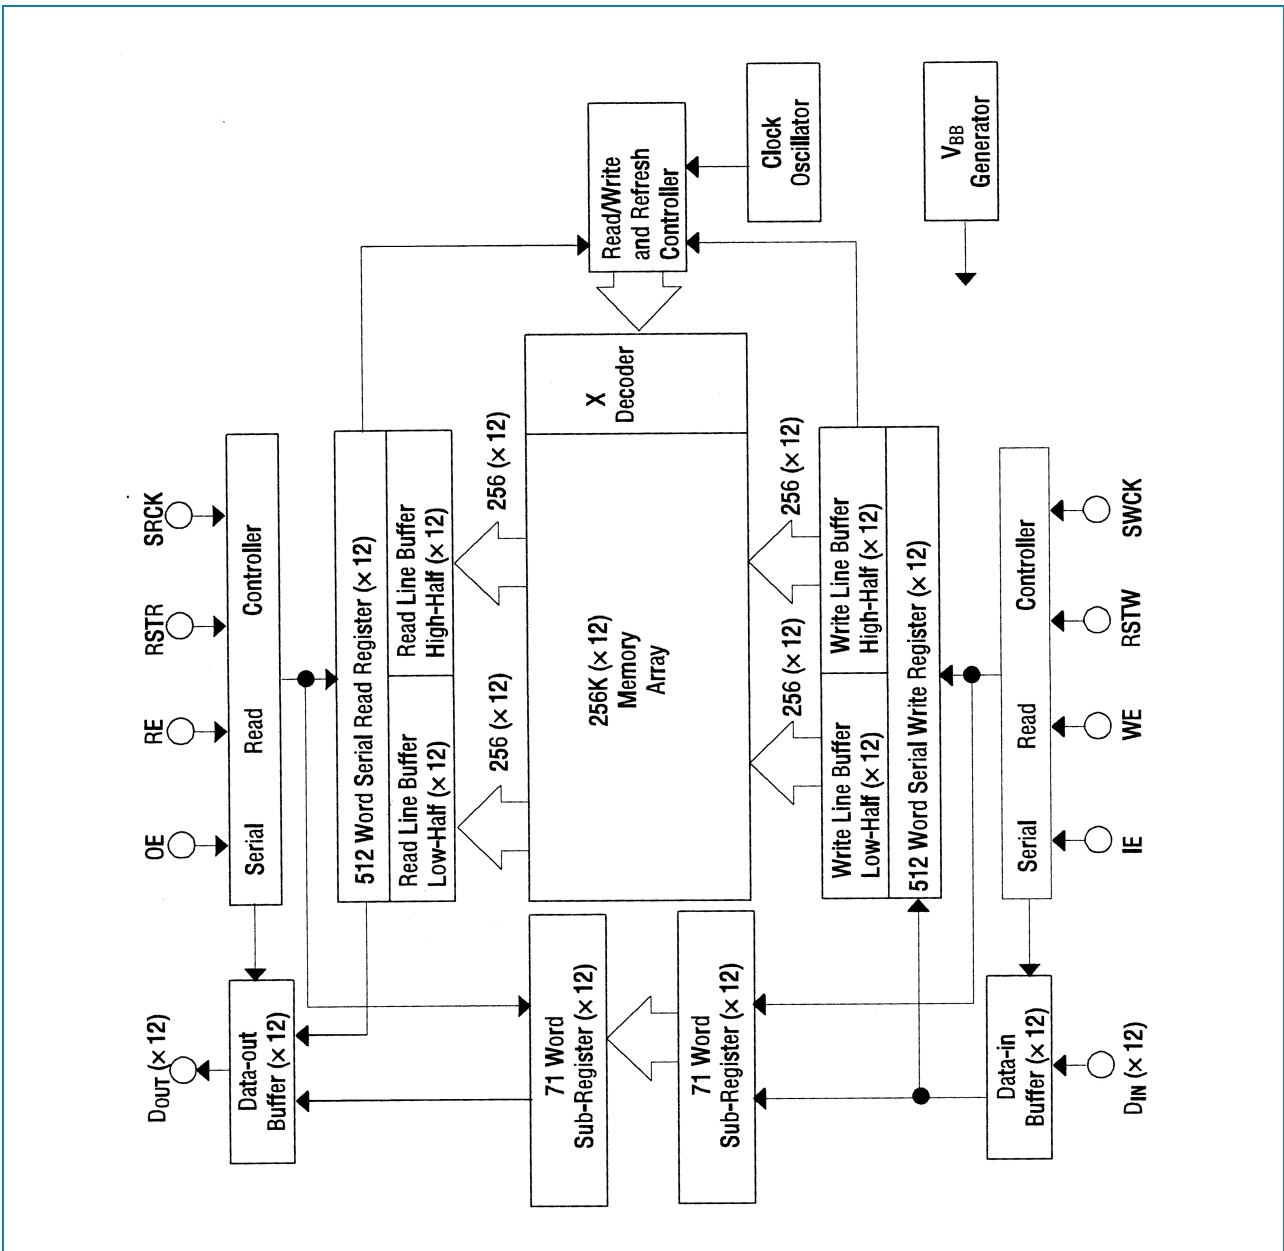 DOUT (× 12)
OE
RE
RSTR
SRCK
Data-out
Buffer (× 12)
Serial Read Controller
512 Word Serial Read Register (× 12)
Read Line Buffer
Low-Half (× 12)
Read Line Buffer
High-Half (× 12)
256 (× 12)
256 (× 12)
71 Word
Sub-Register (× 12)
71 Word
Sub-Register (× 12)
256K (× 12)
Memory
Array
X
Decoder
Read/Write
and Refresh
Controller
Clock
Oscillator
256 (× 12)
256 (× 12)
Write Line Buffer
Low-Half (× 12)
Write Line Buffer
High-Half (× 12)
512 Word Serial Write Register (× 12)
VBB
Generator
Data-in
Buffer (× 12)
Serial Read Controller
DIN (× 12)
IE
WE
RSTW
SWCK